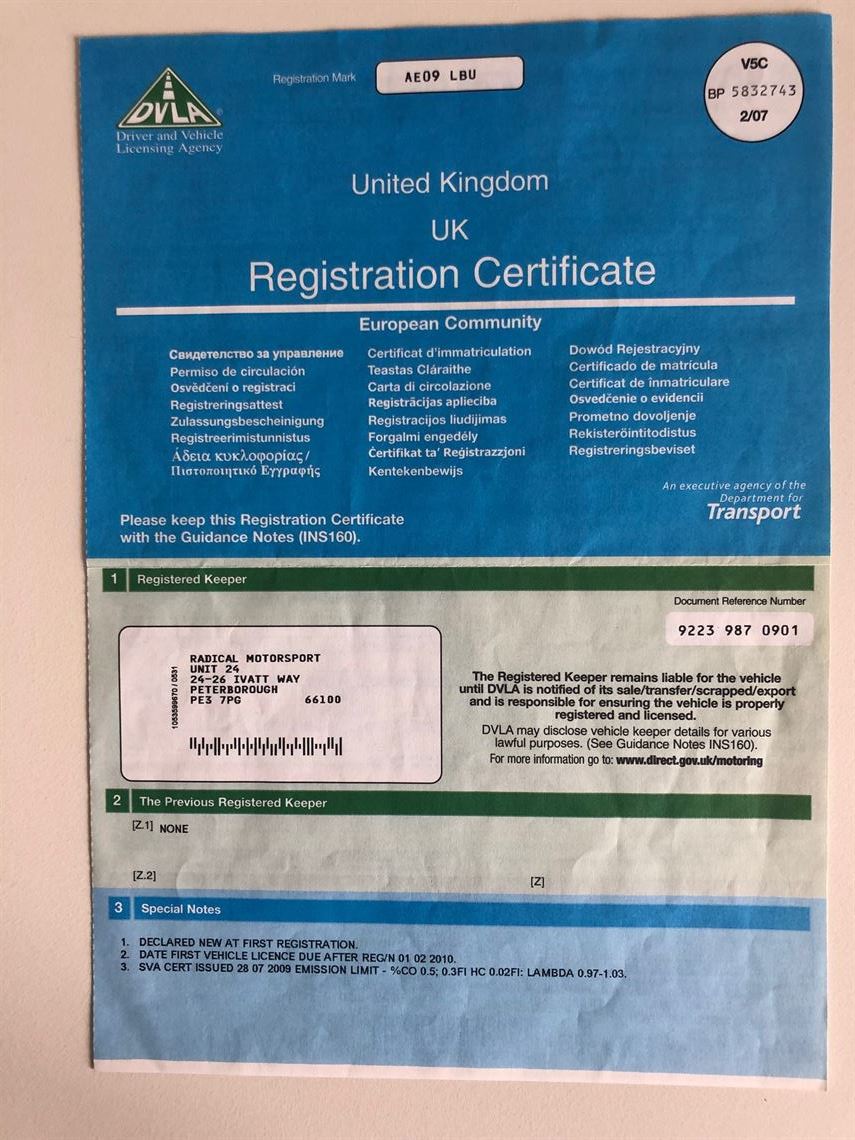 DVLA
Driver and Vehicle
Licensing Agency
Registration Mark
AE09 LBU
V5C
BP 5832743
2/07
United Kingdom
UK
Registration Certificate
European Community
Свидетелство за управление
Permiso de circulación
Osvědčení o registraci
Registreringsattest
Zulassungsbescheinigung
Registreerimistunnistus
Άδεια κυκλοφορίας /
Πιστοποιητικό Εγγραφής
Certificat d'immatriculation
Teastas Cláraithe
Carta di circolazione
Registrācijas apliecība
Registracijos liudijimas
Forgalmi engedély
Ċertifikat ta' Reġistrazzjoni
Kentekenbewijs
Dowód Rejestracyjny
Certificado de matrícula
Certificat de înmatriculare
Osvedčenie o evidencii
Prometno dovoljenje
Rekisteröintitodistus
Registreringsbeviset
An executive agency of the
Department for
Transport
Please keep this Registration Certificate
with the Guidance Notes (INS160).
1 Registered Keeper
Document Reference Number
9223 987 0901
1053599670 / 0531
RADICAL MOTORSPORT
UNIT 24
24-26 IVATT WAY
PETERBOROUGH
PE3 7PG 66100
The Registered Keeper remains liable for the vehicle
until DVLA is notified of its sale/transfer/scrapped/export
and is responsible for ensuring the vehicle is properly
registered and licensed.
DVLA may disclose vehicle keeper details for various
lawful purposes. (See Guidance Notes INS160).
For more information go to: www.direct.gov.uk/motoring
2 The Previous Registered Keeper
[Z.1] NONE
[Z.2]
[Z]
3 Special Notes
1. DECLARED NEW AT FIRST REGISTRATION.
2. DATE FIRST VEHICLE LICENCE DUE AFTER REG/N 01 02 2010.
3. SVA CERT ISSUED 28 07 2009 EMISSION LIMIT - %CO 0.5; 0.3FI HC 0.02FI: LAMBDA 0.97-1.03.